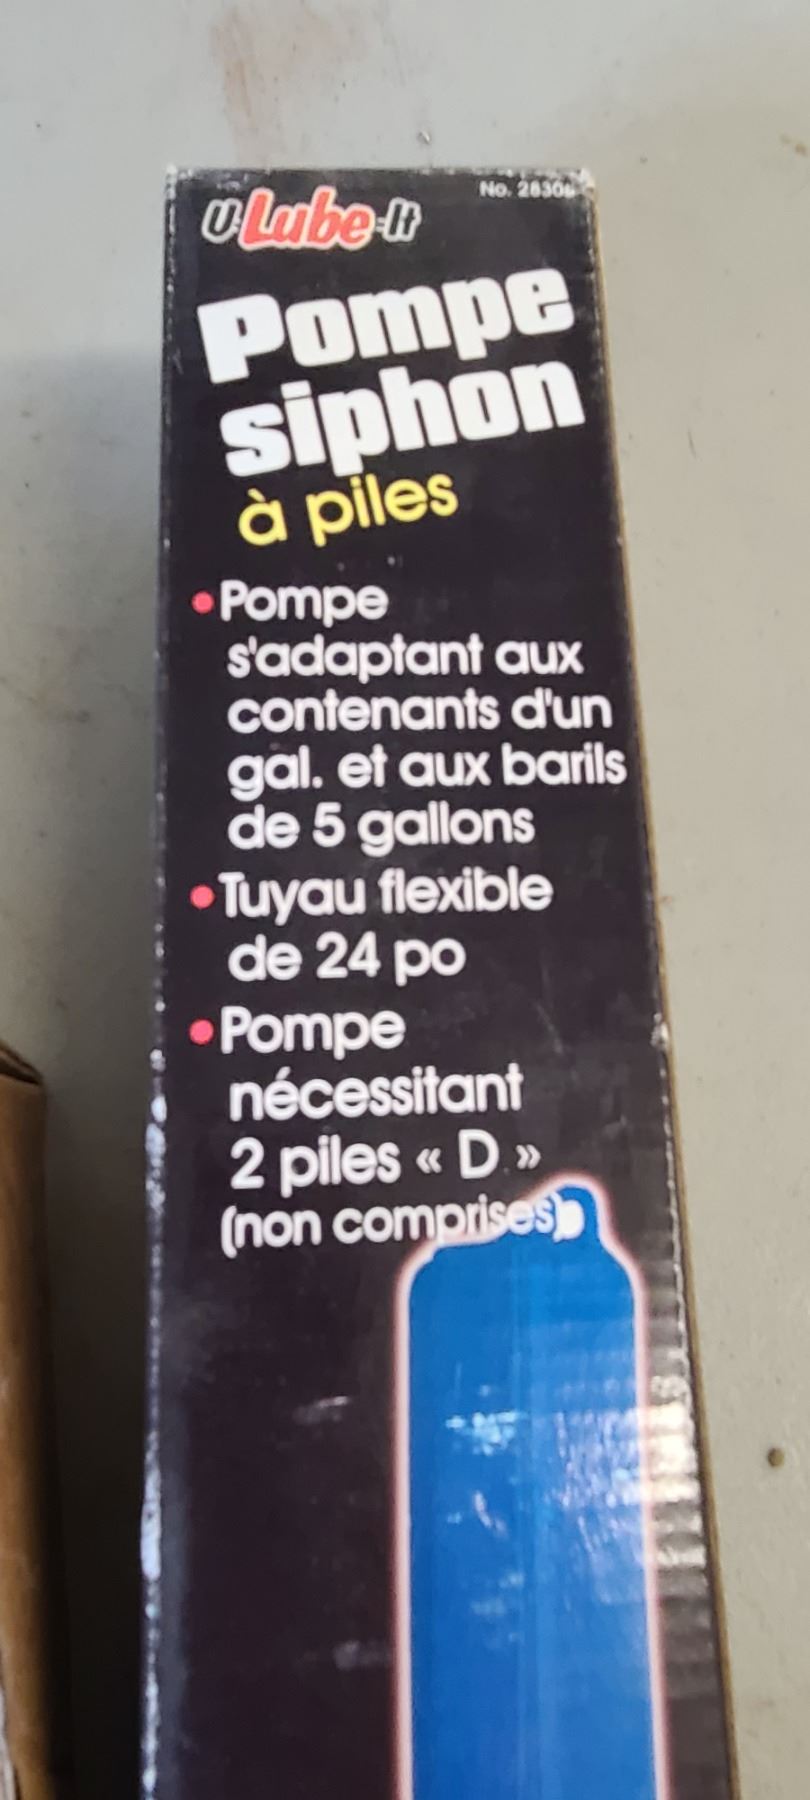 U-Lube-It
No.
Pompe
siphon
à piles
•Pompe
s'adaptant aux
contenants d'un
gal. et aux barils
de 5 gallons
•Tuyau flexible
de 24 po
•Pompe
nécessitant
2 piles « D »
(non comprises)